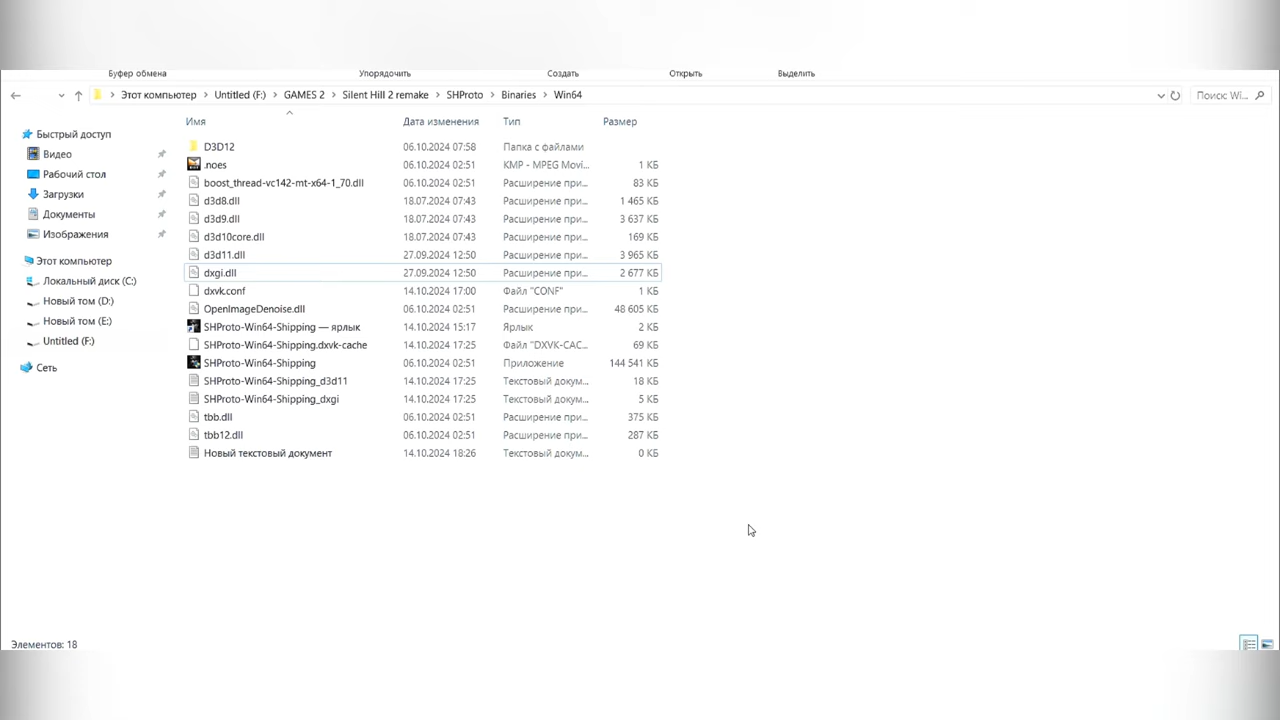 Буфер обмена Упорядочить Создать Открыть Выделить
Этот компьютер > Untitled (F:) > GAMES 2 > Silent Hill 2 remake > SHProto > Binaries > Win64 Поиск: Wi...
Имя Дата изменения Тип Размер
Быстрый доступ
Видео
Рабочий стол
Загрузки
Документы
Изображения
Этот компьютер
Локальный диск (C:)
Новый том (D:)
Новый том (E:)
Untitled (F:)
Сеть
D3D12 06.10.2024 07:58 Папка с файлами
.noes 06.10.2024 02:51 KMP - MPEG Movi... 1 КБ
boost_thread-vc142-mt-x64-1_70.dll 06.10.2024 02:51 Расширение при... 83 КБ
d3d8.dll 18.07.2024 07:43 Расширение при... 1 465 КБ
d3d9.dll 18.07.2024 07:43 Расширение при... 3 637 КБ
d3d10core.dll 18.07.2024 07:43 Расширение при... 169 КБ
d3d11.dll 27.09.2024 12:50 Расширение при... 3 965 КБ
dxgi.dll 27.09.2024 12:50 Расширение при... 2 677 КБ
dxvk.conf 14.10.2024 17:00 Файл "CONF" 1 КБ
OpenImageDenoise.dll 06.10.2024 02:51 Расширение при... 48 605 КБ
SHProto-Win64-Shipping — ярлык 14.10.2024 15:17 Ярлык 2 КБ
SHProto-Win64-Shipping.dxvk-cache 14.10.2024 17:25 Файл "DXVK-CAC... 69 КБ
SHProto-Win64-Shipping 06.10.2024 02:51 Приложение 144 541 КБ
SHProto-Win64-Shipping_d3d11 14.10.2024 17:25 Текстовый докум... 18 КБ
SHProto-Win64-Shipping_dxgi 14.10.2024 17:25 Текстовый докум... 5 КБ
tbb.dll 06.10.2024 02:51 Расширение при... 375 КБ
tbb12.dll 06.10.2024 02:51 Расширение при... 287 КБ
Новый текстовый документ 14.10.2024 18:26 Текстовый докум... 0 КБ
Элементов: 18